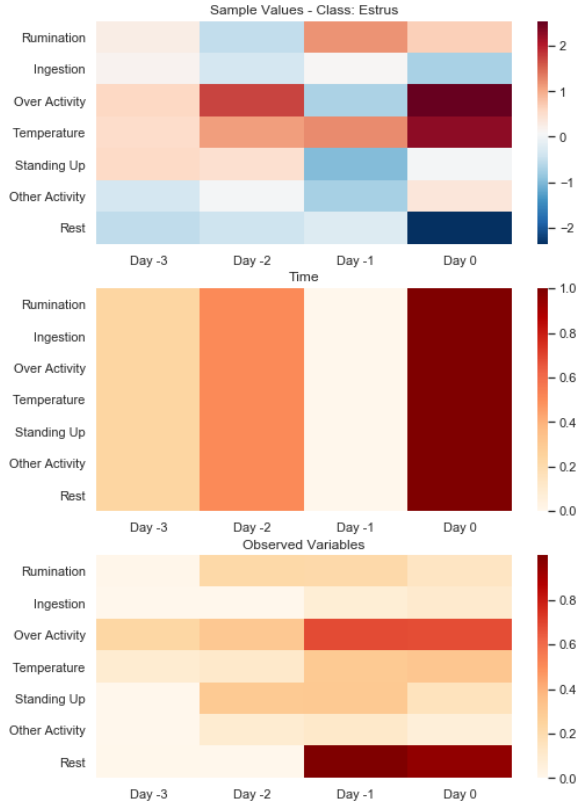 Sample Values - Class: Estrus
Rumination
Ingestion
Over Activity
Temperature
Standing Up
Other Activity
Rest
2
1
0
−1
−2
Day -3 Day -2 Day -1 Day 0
Time
Rumination
Ingestion
Over Activity
Temperature
Standing Up
Other Activity
Rest
1.0
0.8
0.6
0.4
0.2
0.0
Day -3 Day -2 Day -1 Day 0
Observed Variables
Rumination
Ingestion
Over Activity
Temperature
Standing Up
Other Activity
Rest
0.8
0.6
0.4
0.2
0.0
Day -3 Day -2 Day -1 Day 0